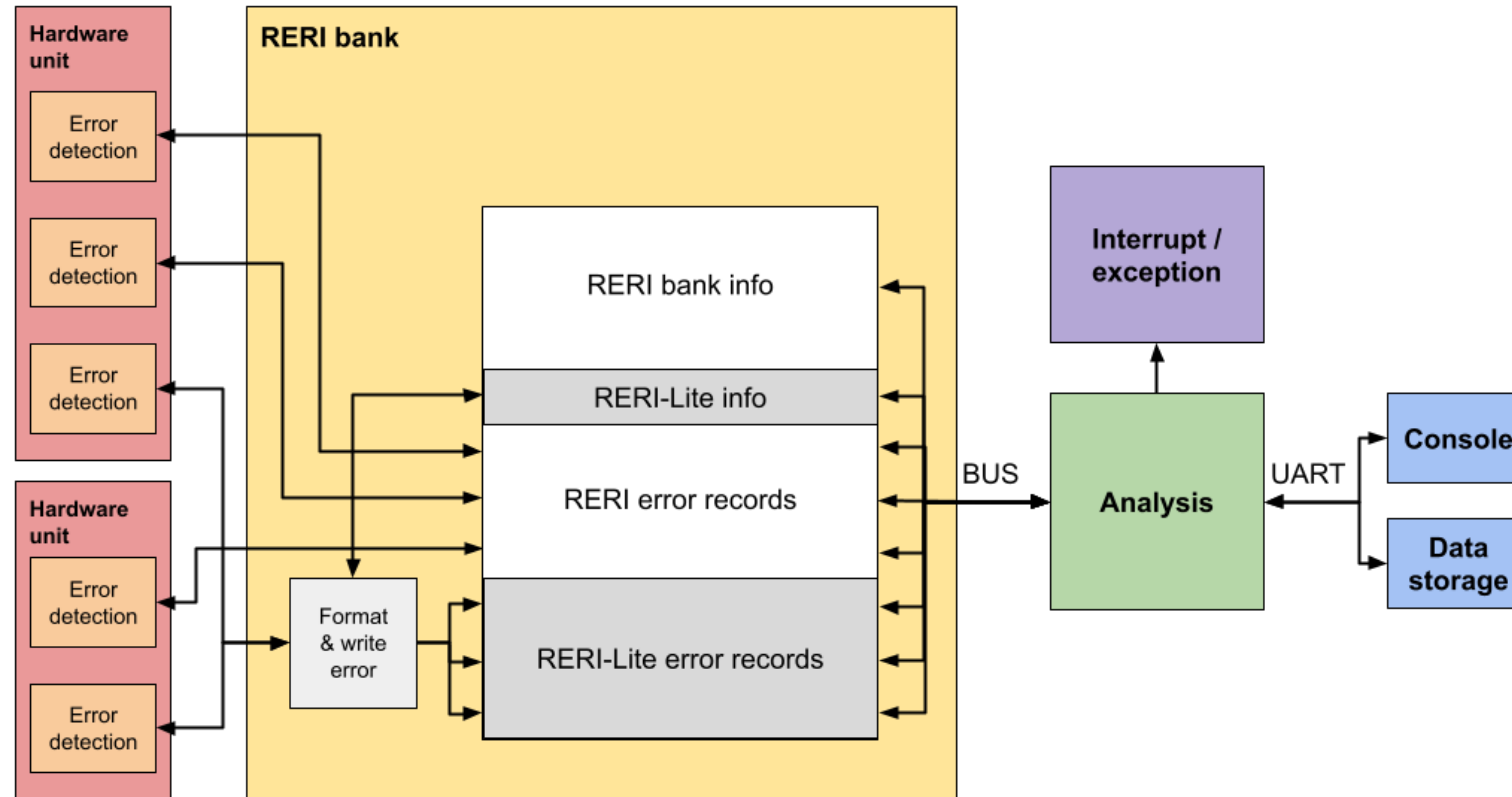 Hardware
unit
Error
detection
Error
detection
Error
detection
Hardware
unit
Error
detection
Error
detection
RERI bank
RERI bank info
RERI-Lite info
RERI error records
RERI-Lite error records
Format
& write
error
BUS
Interrupt /
exception
Analysis
UART
Console
Data
storage